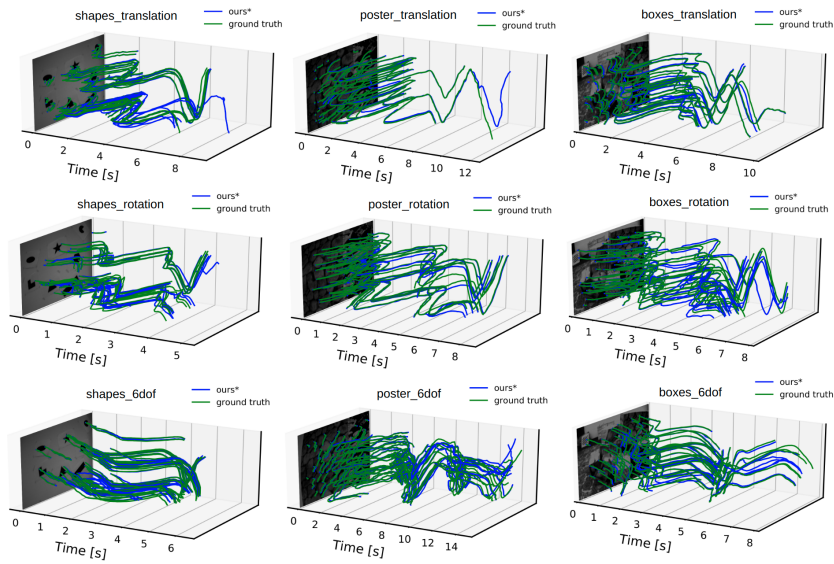 shapes_translation
ours*
ground truth
0 2 4 6 8
Time [s]
poster_translation
ours*
ground truth
0 2 4 6 8 10 12
Time [s]
boxes_translation
ours*
ground truth
0 2 4 6 8 10
Time [s]
shapes_rotation
ours*
ground truth
0 1 2 3 4 5
Time [s]
poster_rotation
ours*
ground truth
0 1 2 3 4 5 6 7 8
Time [s]
boxes_rotation
ours*
ground truth
0 1 2 3 4 5 6 7 8
Time [s]
shapes_6dof
ours*
ground truth
0 1 2 3 4 5 6
Time [s]
poster_6dof
ours*
ground truth
0 2 4 6 8 10 12 14
Time [s]
boxes_6dof
ours*
ground truth
0 1 2 3 4 5 6 7 8
Time [s]